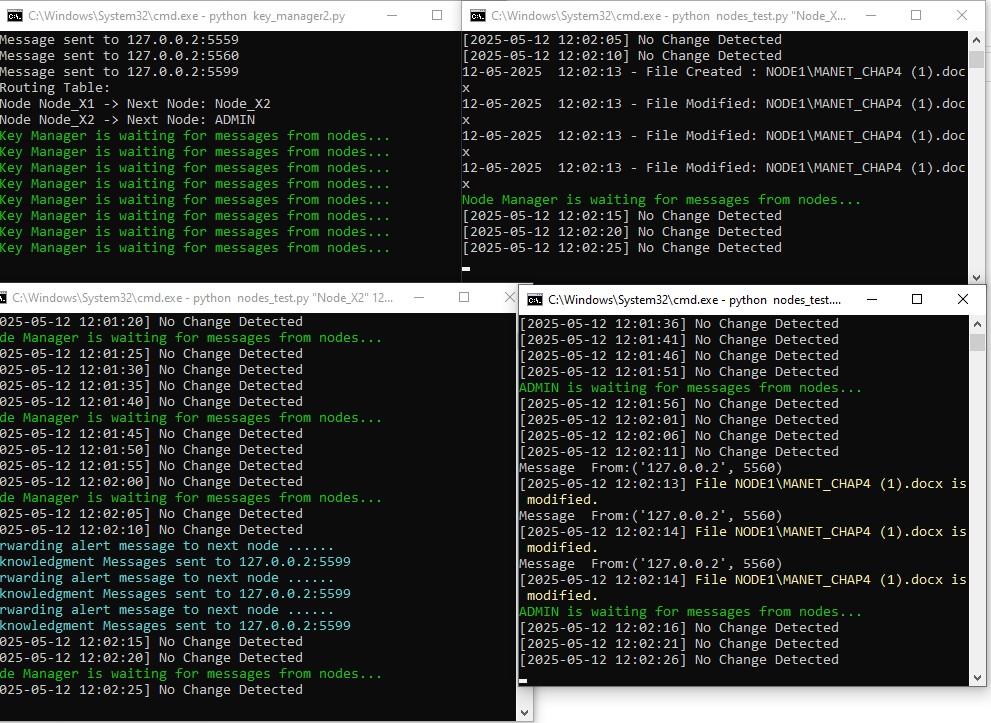 C:\Windows\System32\cmd.exe - python key_manager2.py
Message sent to 127.0.0.2:5559
Message sent to 127.0.0.2:5560
Message sent to 127.0.0.2:5599
Routing Table:
Node Node_X1 -> Next Node: Node_X2
Node Node_X2 -> Next Node: ADMIN
Key Manager is waiting for messages from nodes...
Key Manager is waiting for messages from nodes...
Key Manager is waiting for messages from nodes...
Key Manager is waiting for messages from nodes...
Key Manager is waiting for messages from nodes...
Key Manager is waiting for messages from nodes...
Key Manager is waiting for messages from nodes...
Key Manager is waiting for messages from nodes...
C:\Windows\System32\cmd.exe - python nodes_test.py "Node_X...
[2025-05-12 12:02:05] No Change Detected
[2025-05-12 12:02:10] No Change Detected
12-05-2025  12:02:13 - File Created : NODE1\MANET_CHAP4 (1).doc
x
12-05-2025  12:02:13 - File Modified: NODE1\MANET_CHAP4 (1).doc
x
12-05-2025  12:02:13 - File Modified: NODE1\MANET_CHAP4 (1).doc
x
12-05-2025  12:02:13 - File Modified: NODE1\MANET_CHAP4 (1).doc
x
Node Manager is waiting for messages from nodes...
[2025-05-12 12:02:15] No Change Detected
[2025-05-12 12:02:20] No Change Detected
[2025-05-12 12:02:25] No Change Detected
C:\Windows\System32\cmd.exe - python nodes_test.py "Node_X2" 12...
025-05-12 12:01:20] No Change Detected
de Manager is waiting for messages from nodes...
025-05-12 12:01:25] No Change Detected
025-05-12 12:01:30] No Change Detected
025-05-12 12:01:35] No Change Detected
025-05-12 12:01:40] No Change Detected
de Manager is waiting for messages from nodes...
025-05-12 12:01:45] No Change Detected
025-05-12 12:01:50] No Change Detected
025-05-12 12:01:55] No Change Detected
025-05-12 12:02:00] No Change Detected
de Manager is waiting for messages from nodes...
025-05-12 12:02:05] No Change Detected
025-05-12 12:02:10] No Change Detected
rwarding alert message to next node ......
knowledgment Messages sent to 127.0.0.2:5599
rwarding alert message to next node ......
knowledgment Messages sent to 127.0.0.2:5599
rwarding alert message to next node ......
knowledgment Messages sent to 127.0.0.2:5599
025-05-12 12:02:15] No Change Detected
025-05-12 12:02:20] No Change Detected
de Manager is waiting for messages from nodes...
025-05-12 12:02:25] No Change Detected
C:\Windows\System32\cmd.exe - python nodes_test....
[2025-05-12 12:01:36] No Change Detected
[2025-05-12 12:01:41] No Change Detected
[2025-05-12 12:01:46] No Change Detected
[2025-05-12 12:01:51] No Change Detected
ADMIN is waiting for messages from nodes...
[2025-05-12 12:01:56] No Change Detected
[2025-05-12 12:02:01] No Change Detected
[2025-05-12 12:02:06] No Change Detected
[2025-05-12 12:02:11] No Change Detected
Message  From:('127.0.0.2', 5560)
[2025-05-12 12:02:13] File NODE1\MANET_CHAP4 (1).docx is
modified.
Message  From:('127.0.0.2', 5560)
[2025-05-12 12:02:14] File NODE1\MANET_CHAP4 (1).docx is
modified.
Message  From:('127.0.0.2', 5560)
[2025-05-12 12:02:14] File NODE1\MANET_CHAP4 (1).docx is
modified.
ADMIN is waiting for messages from nodes...
[2025-05-12 12:02:16] No Change Detected
[2025-05-12 12:02:21] No Change Detected
[2025-05-12 12:02:26] No Change Detected